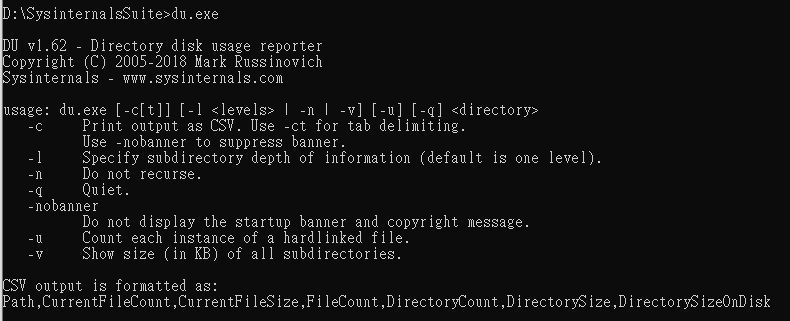 D:\SysinternalsSuite>du.exe
DU v1.62 - Directory disk usage reporter
Copyright (C) 2005-2018 Mark Russinovich
Sysinternals - www.sysinternals.com
usage: du.exe [-c[t]] [-l <levels> | -n | -v] [-u] [-q] <directory>
-c Print output as CSV. Use -ct for tab delimiting.
Use -nobanner to suppress banner.
-l Specify subdirectory depth of information (default is one level).
-n Do not recurse.
-q Quiet.
-nobanner
Do not display the startup banner and copyright message.
-u Count each instance of a hardlinked file.
-v Show size (in KB) of all subdirectories.
CSV output is formatted as:
Path,CurrentFileCount,CurrentFileSize,FileCount,DirectoryCount,DirectorySize,DirectorySizeOnDisk